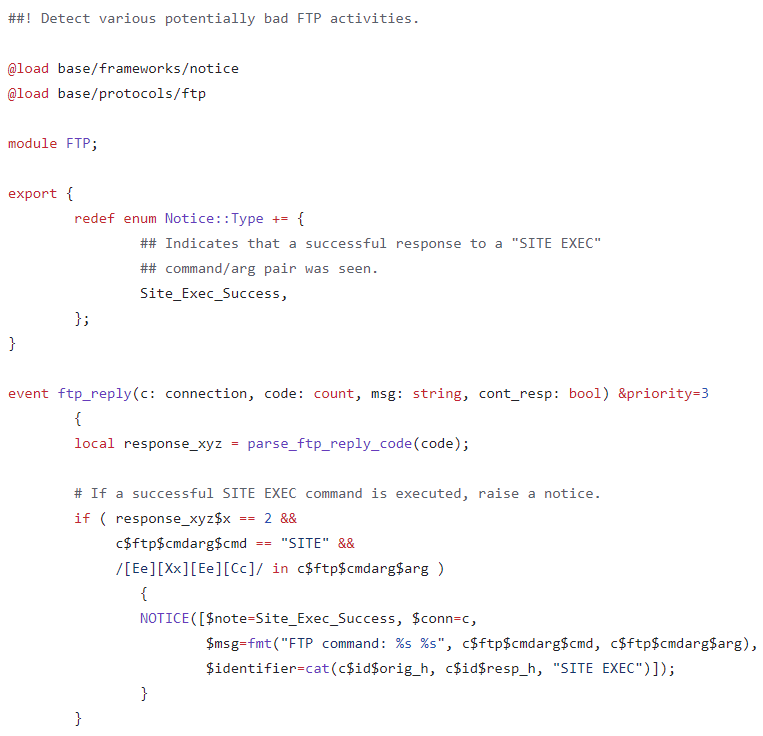 ##! Detect various potentially bad FTP activities.

@load base/frameworks/notice
@load base/protocols/ftp

module FTP;

export {
        redef enum Notice::Type += {
                ## Indicates that a successful response to a "SITE EXEC"
                ## command/arg pair was seen.
                Site_Exec_Success,
        };
}

event ftp_reply(c: connection, code: count, msg: string, cont_resp: bool) &priority=3
        {
        local response_xyz = parse_ftp_reply_code(code);

        # If a successful SITE EXEC command is executed, raise a notice.
        if ( response_xyz$x == 2 &&
             c$ftp$cmdarg$cmd == "SITE" &&
             /[Ee][Xx][Ee][Cc]/ in c$ftp$cmdarg$arg )
                {
                NOTICE([$note=Site_Exec_Success, $conn=c,
                        $msg=fmt("FTP command: %s %s", c$ftp$cmdarg$cmd, c$ftp$cmdarg$arg),
                        $identifier=cat(c$id$orig_h, c$id$resp_h, "SITE EXEC")]);
                }
        }